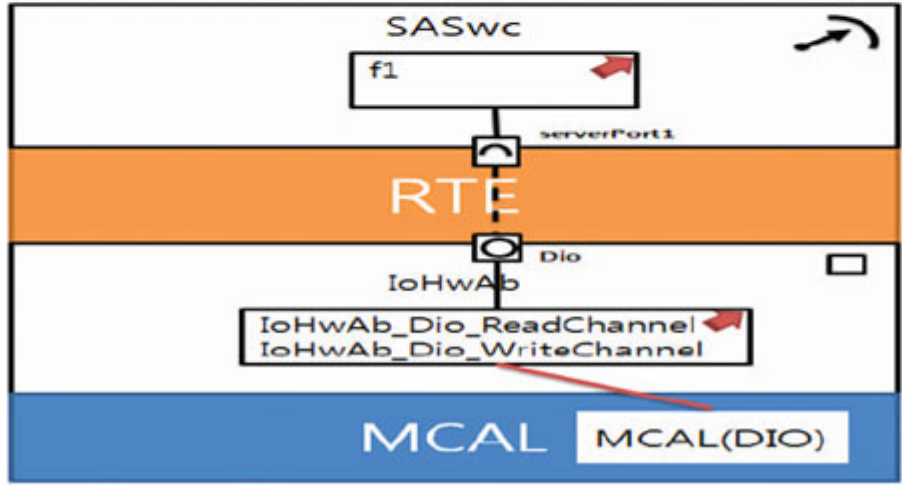 SASwc
f1
serverPort1
RTE
Dio
IoHwAb
IoHwAb_Dio_ReadChannel
IoHwAb_Dio_WriteChannel
MCAL
MCAL(DIO)